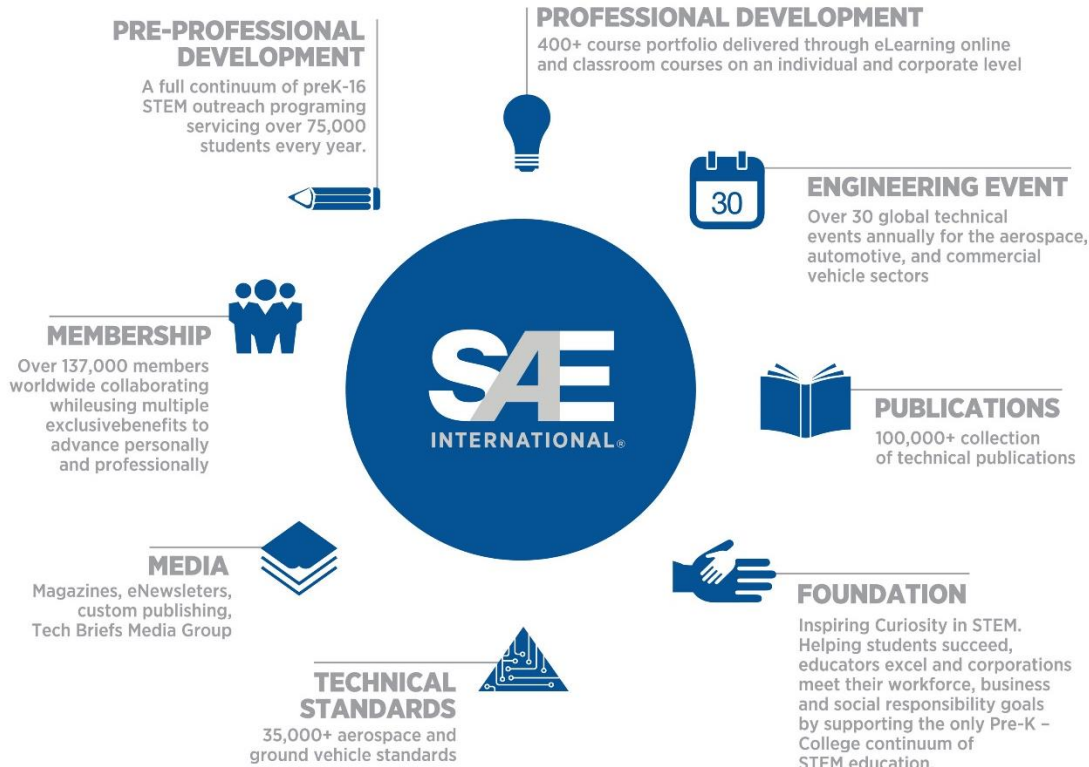 PRE-PROFESSIONAL
DEVELOPMENT
A full continuum of preK-16
STEM outreach programing
servicing over 75,000
students every year.
PROFESSIONAL DEVELOPMENT
400+ course portfolio delivered through eLearning online
and classroom courses on an individual and corporate level
30
ENGINEERING EVENT
Over 30 global technical
events annually for the aerospace,
automotive, and commercial
vehicle sectors
MEMBERSHIP
Over 137,000 members
worldwide collaborating
whileusing multiple
exclusivebenefits to
advance personally
and professionally
SAE
INTERNATIONAL®
PUBLICATIONS
100,000+ collection
of technical publications
MEDIA
Magazines, eNewsleters,
custom publishing,
Tech Briefs Media Group
FOUNDATION
Inspiring Curiosity in STEM.
Helping students succeed,
educators excel and corporations
meet their workforce, business
and social responsibility goals
by supporting the only Pre-K –
College continuum of
STEM education
TECHNICAL
STANDARDS
35,000+ aerospace and
ground vehicle standards